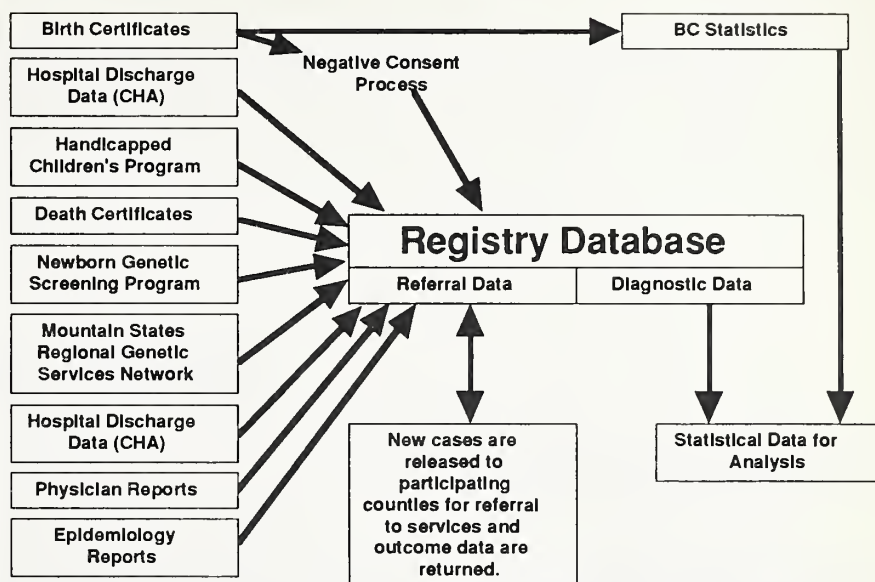 Birth Certificates
BC Statistics
Negative Consent
Process
Hospital Discharge
Data (CHA)
Handicapped
Children's Program
Death Certificates
Newborn Genetic
Screening Program
Mountain States
Regional Genetic
Services Network
Hospital Discharge
Data (CHA)
Physician Reports
Epidemiology
Reports
Registry Database
Referral Data
Diagnostic Data
New cases are
released to
participating
counties for referral
to services and
outcome data are
returned.
Statistical Data for
Analysis